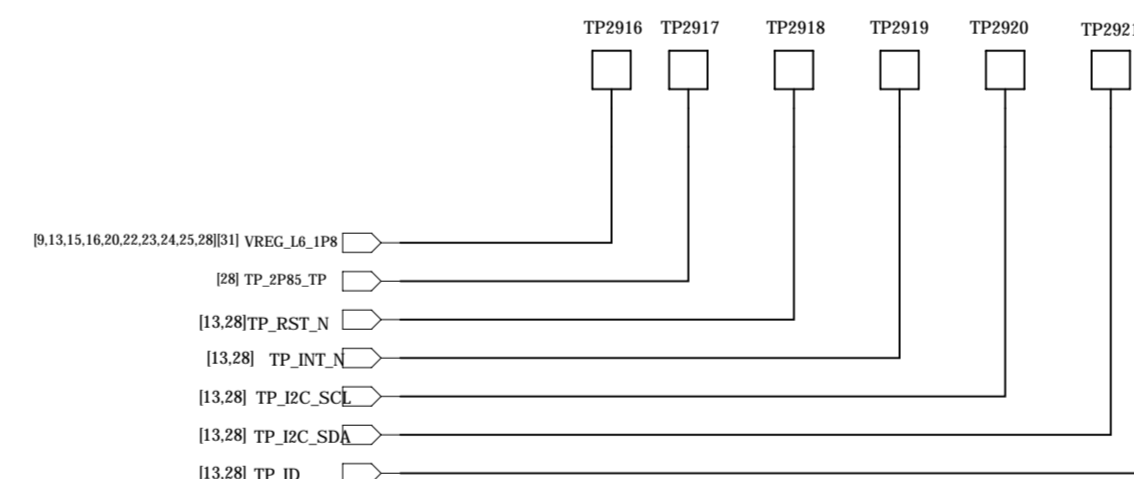 TP2916 TP2917 TP2918 TP2919 TP2920 TP2921
[9,13,15,16,20,22,23,24,25,28][31] VREG_L6_1P8
[28] TP_2P85_TP
[13,28]TP_RST_N
[13,28] TP_INT_N
[13,28] TP_I2C_SCL
[13,28] TP_I2C_SDA
[13,28] TP_ID